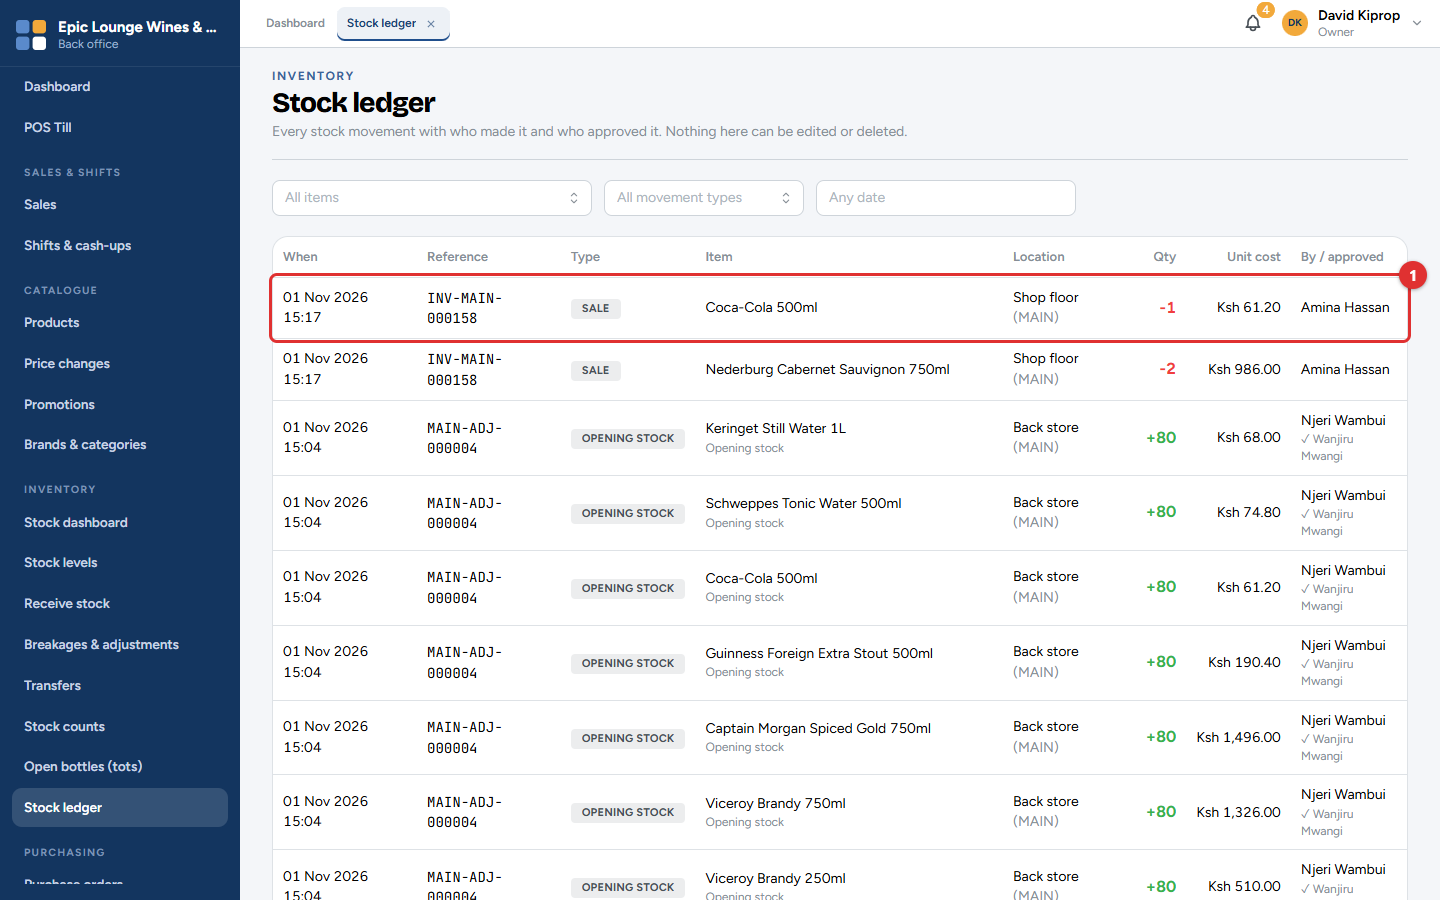 Epic Lounge Wines & ...
Back office
Dashboard
POS Till
SALES & SHIFTS
Sales
Shifts & cash-ups
CATALOGUE
Products
Price changes
Promotions
Brands & categories
INVENTORY
Stock dashboard
Stock levels
Receive stock
Breakages & adjustments
Transfers
Stock counts
Open bottles (tots)
Stock ledger
PURCHASING
Purchase orders
Dashboard
Stock ledger ×
4
DK
David Kiprop
Owner
INVENTORY
Stock ledger
Every stock movement with who made it and who approved it. Nothing here can be edited or deleted.
All items
All movement types
Any date
When Reference Type Item Location Qty Unit cost By / approved
1
01 Nov 2026 15:17 INV-MAIN-000158 SALE Coca-Cola 500ml Shop floor (MAIN) -1 Ksh 61.20 Amina Hassan
01 Nov 2026 15:17 INV-MAIN-000158 SALE Nederburg Cabernet Sauvignon 750ml Shop floor (MAIN) -2 Ksh 986.00 Amina Hassan
01 Nov 2026 15:04 MAIN-ADJ-000004 OPENING STOCK Keringet Still Water 1L Opening stock Back store (MAIN) +80 Ksh 68.00 Njeri Wambui ✓ Wanjiru Mwangi
01 Nov 2026 15:04 MAIN-ADJ-000004 OPENING STOCK Schweppes Tonic Water 500ml Opening stock Back store (MAIN) +80 Ksh 74.80 Njeri Wambui ✓ Wanjiru Mwangi
01 Nov 2026 15:04 MAIN-ADJ-000004 OPENING STOCK Coca-Cola 500ml Opening stock Back store (MAIN) +80 Ksh 61.20 Njeri Wambui ✓ Wanjiru Mwangi
01 Nov 2026 15:04 MAIN-ADJ-000004 OPENING STOCK Guinness Foreign Extra Stout 500ml Opening stock Back store (MAIN) +80 Ksh 190.40 Njeri Wambui ✓ Wanjiru Mwangi
01 Nov 2026 15:04 MAIN-ADJ-000004 OPENING STOCK Captain Morgan Spiced Gold 750ml Opening stock Back store (MAIN) +80 Ksh 1,496.00 Njeri Wambui ✓ Wanjiru Mwangi
01 Nov 2026 15:04 MAIN-ADJ-000004 OPENING STOCK Viceroy Brandy 750ml Opening stock Back store (MAIN) +80 Ksh 1,326.00 Njeri Wambui ✓ Wanjiru Mwangi
01 Nov 2026 15:04 MAIN-ADJ-000004 OPENING STOCK Viceroy Brandy 250ml Opening stock Back store (MAIN) +80 Ksh 510.00 Njeri Wambui ✓ Wanjiru